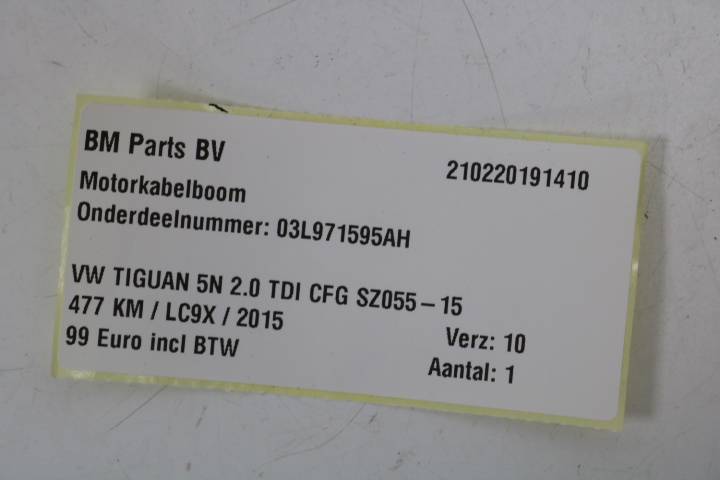 BM Parts BV
210220191410
Motorkabelboom
Onderdeelnummer: 03L971595AH
VW TIGUAN 5N 2.0 TDI CFG SZ055-15
477 KM / LC9X / 2015
Verz: 10
99 Euro incl BTW
Aantal: 1